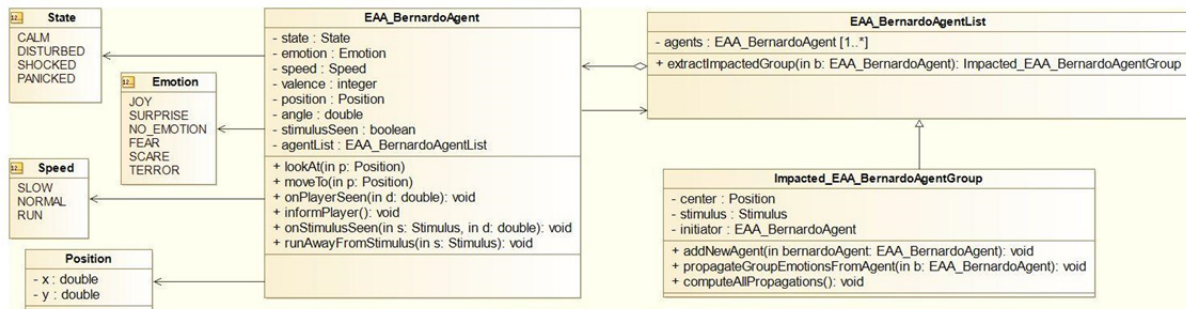 State
CALM
DISTURBED
SHOCKED
PANICKED
Emotion
JOY
SURPRISE
NO_EMOTION
FEAR
SCARE
TERROR
Speed
SLOW
NORMAL
RUN
Position
- x : double
- y : double
EAA_BernardoAgent
- state : State
- emotion : Emotion
- speed : Speed
- valence : integer
- position : Position
- angle : double
- stimulusSeen : boolean
- agentList : EAA_BernardoAgentList
+ lookAt(in p: Position)
+ moveTo(in p: Position)
+ onPlayerSeen(in d: double): void
+ informPlayer(): void
+ onStimulusSeen(in s: Stimulus, in d: double): void
+ runAwayFromStimulus(in s: Stimulus): void
EAA_BernardoAgentList
- agents : EAA_BernardoAgent [1..*]
+ extractImpactedGroup(in b: EAA_BernardoAgent): Impacted_EAA_BernardoAgentGroup
Impacted_EAA_BernardoAgentGroup
- center : Position
- stimulus : Stimulus
- initiator : EAA_BernardoAgent
+ addNewAgent(in bernardoAgent: EAA_BernardoAgent): void
+ propagateGroupEmotionsFromAgent(in b: EAA_BernardoAgent): void
+ computeAllPropagations(): void